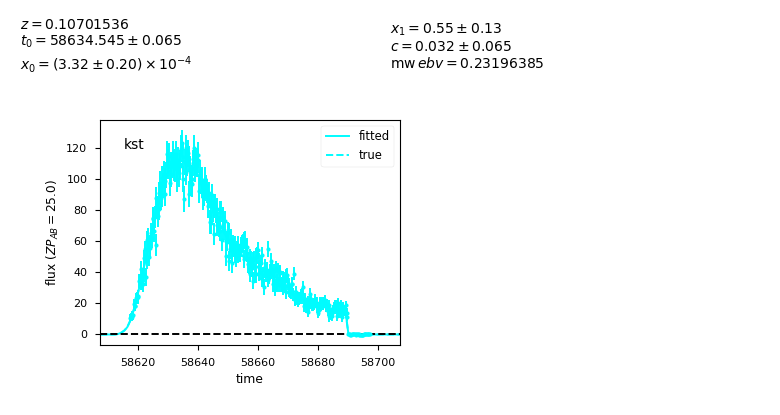 z = 0.10701536
t₀ = 58634.545 ± 0.065
x₀ = (3.32 ± 0.20) × 10⁻⁴
x₁ = 0.55 ± 0.13
c = 0.032 ± 0.065
mw ebv = 0.23196385
kst
fitted
true
flux (ZP_AB = 25.0)
120
100
80
60
40
20
0
58620 58640 58660 58680 58700
time